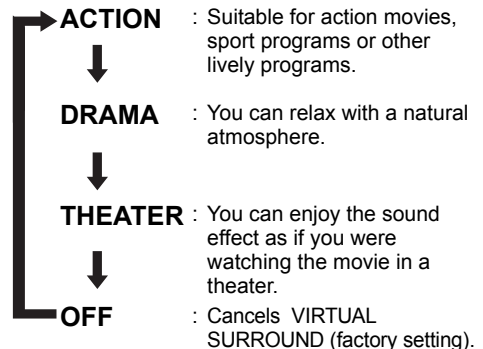 ACTION : Suitable for action movies,
sport programs or other
lively programs.
DRAMA : You can relax with a natural
atmosphere.
THEATER : You can enjoy the sound
effect as if you were
watching the movie in a
theater.
OFF : Cancels VIRTUAL
SURROUND (factory setting).